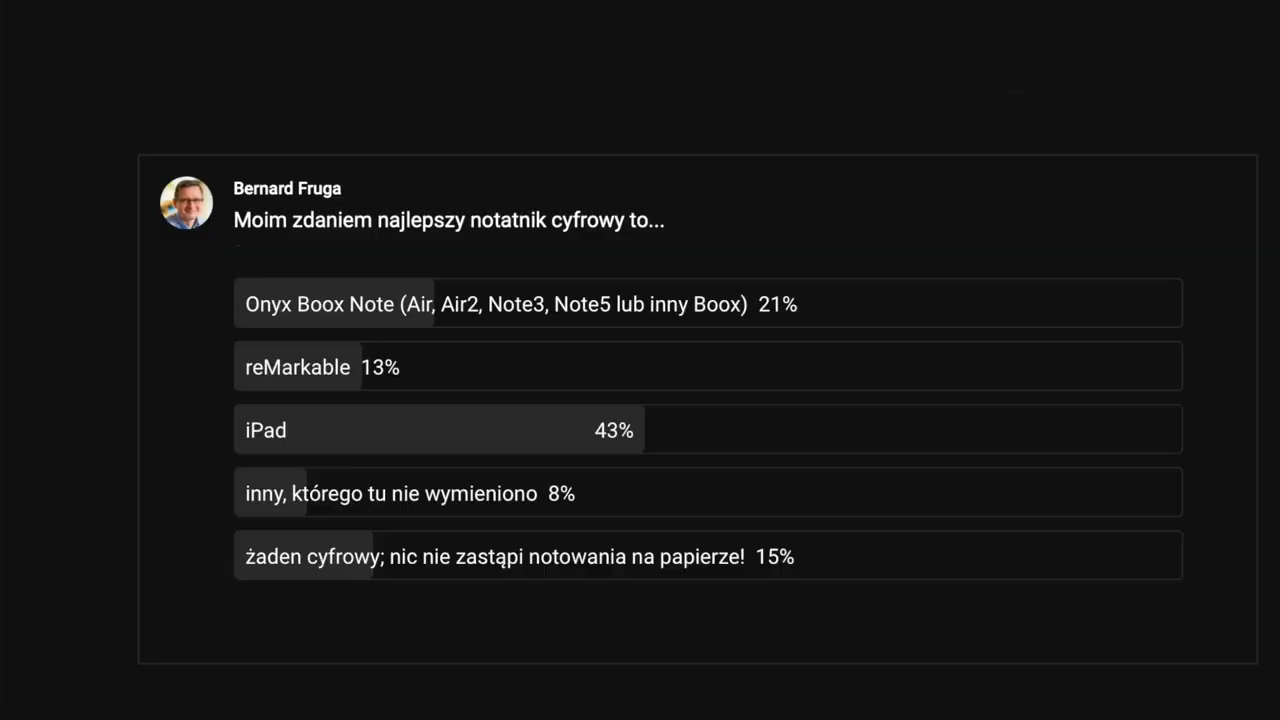 Bernard Fruga
Moim zdaniem najlepszy notatnik cyfrowy to...
Onyx Boox Note (Air, Air2, Note3, Note5 lub inny Boox) 21%
reMarkable 13%
iPad 43%
inny, którego tu nie wymieniono 8%
żaden cyfrowy; nic nie zastąpi notowania na papierze! 15%